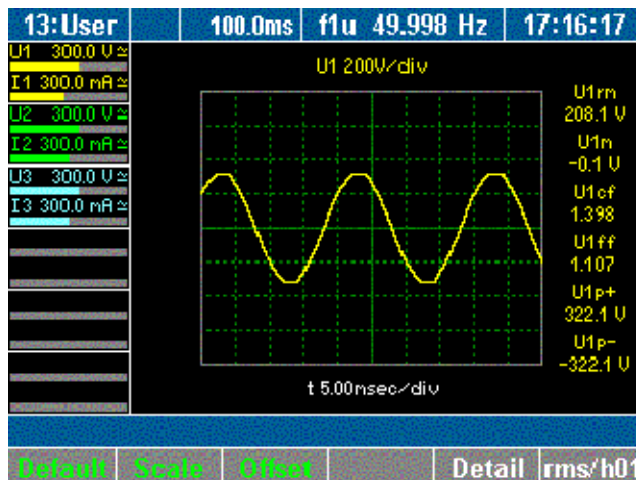 13:User 100.0ms f1u 49.998 Hz 17:16:17
U1 300.0 V ≃
I1 300.0 mA ≃
U2 300.0 V ≃
I2 300.0 mA ≃
U3 300.0 V ≃
I3 300.0 mA ≃
U1 200V/div
U1rm
208.1 V
U1m
-0.1 V
U1cf
1.398
U1ff
1.107
U1p+
322.1 V
U1p-
-322.1 V
t 5.00msec/div
Default Scale Offset Detail rms/h01